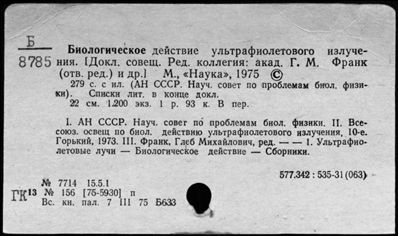 Б
8785
Биологическое действие ультрафиолетового излуче-
ния. [Докл. совещ. Ред. коллегия: акад. Г. М. Франк
(отв. ред.) и др.] М., «Наука», 1975 ©
279 с. с ил. (АН СССР. Науч. совет по проблемам биол. физи-
ки). Списки лит. в конце докл.
22 см. 1.200 экз. 1 р. 93 к. В пер.
I. АН СССР. Науч. совет по проблемам биол. физики. II. Все-
союз. освещ по биол. действию ультрафиолетового излучения, 10-е.
Горький, 1973. III. Франк, Глеб Михайлович, ред. — — 1. Ультрафио-
летовые лучи — Биологическое действие — Сборники.
577.342 : 535-31(063)
№ 7714 15.5.1
ГК 13 № 156 [75-5930] п
Вс. кн. пал. 7 III 75 Б633